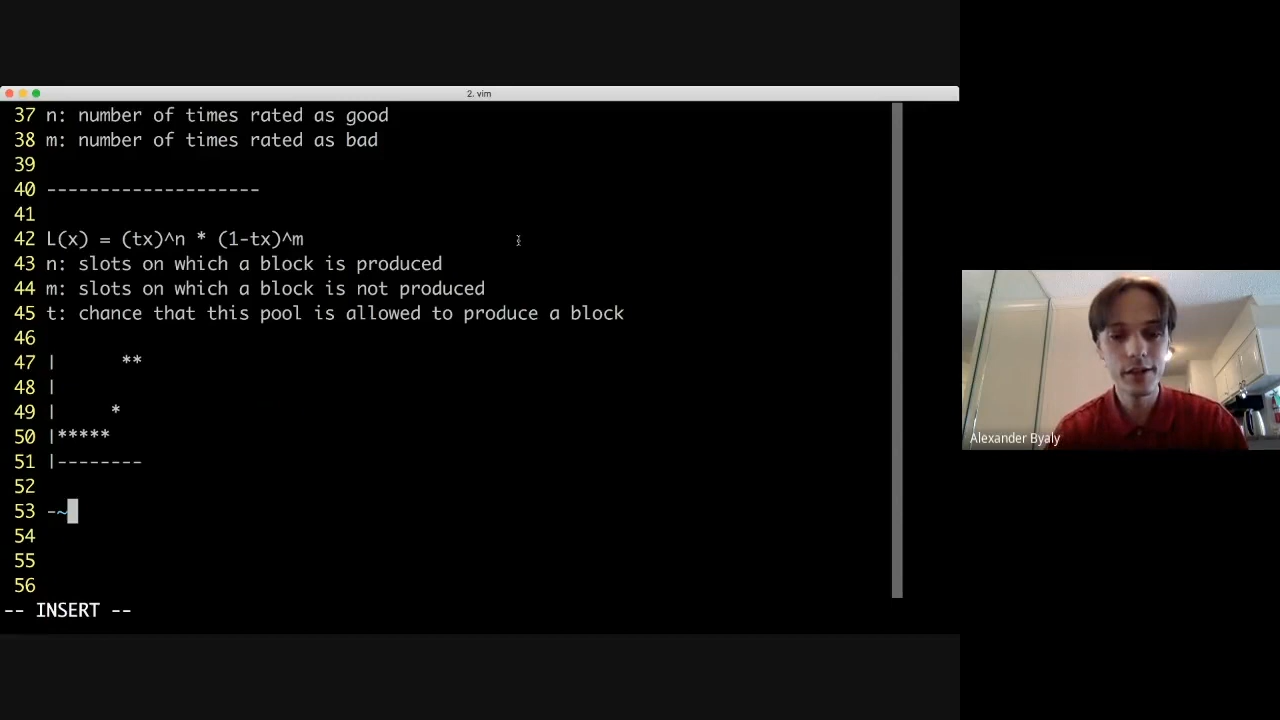 2. vim
37 n: number of times rated as good
38 m: number of times rated as bad
39
40 --------------------
41
42 L(x) = (tx)^n * (1-tx)^m
43 n: slots on which a block is produced
44 m: slots on which a block is not produced
45 t: chance that this pool is allowed to produce a block
46
47 |      **
48 |
49 |     *
50 |*****
51 |--------
52
53 -~
54
55
56
-- INSERT --
Alexander Byaly